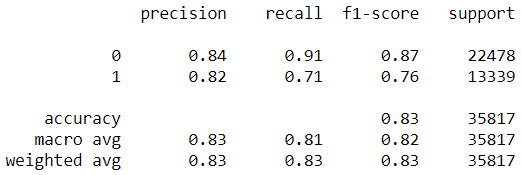 precision recall f1-score support
0 0.84 0.91 0.87 22478
1 0.82 0.71 0.76 13339
accuracy 0.83 35817
macro avg 0.83 0.81 0.82 35817
weighted avg 0.83 0.83 0.83 35817